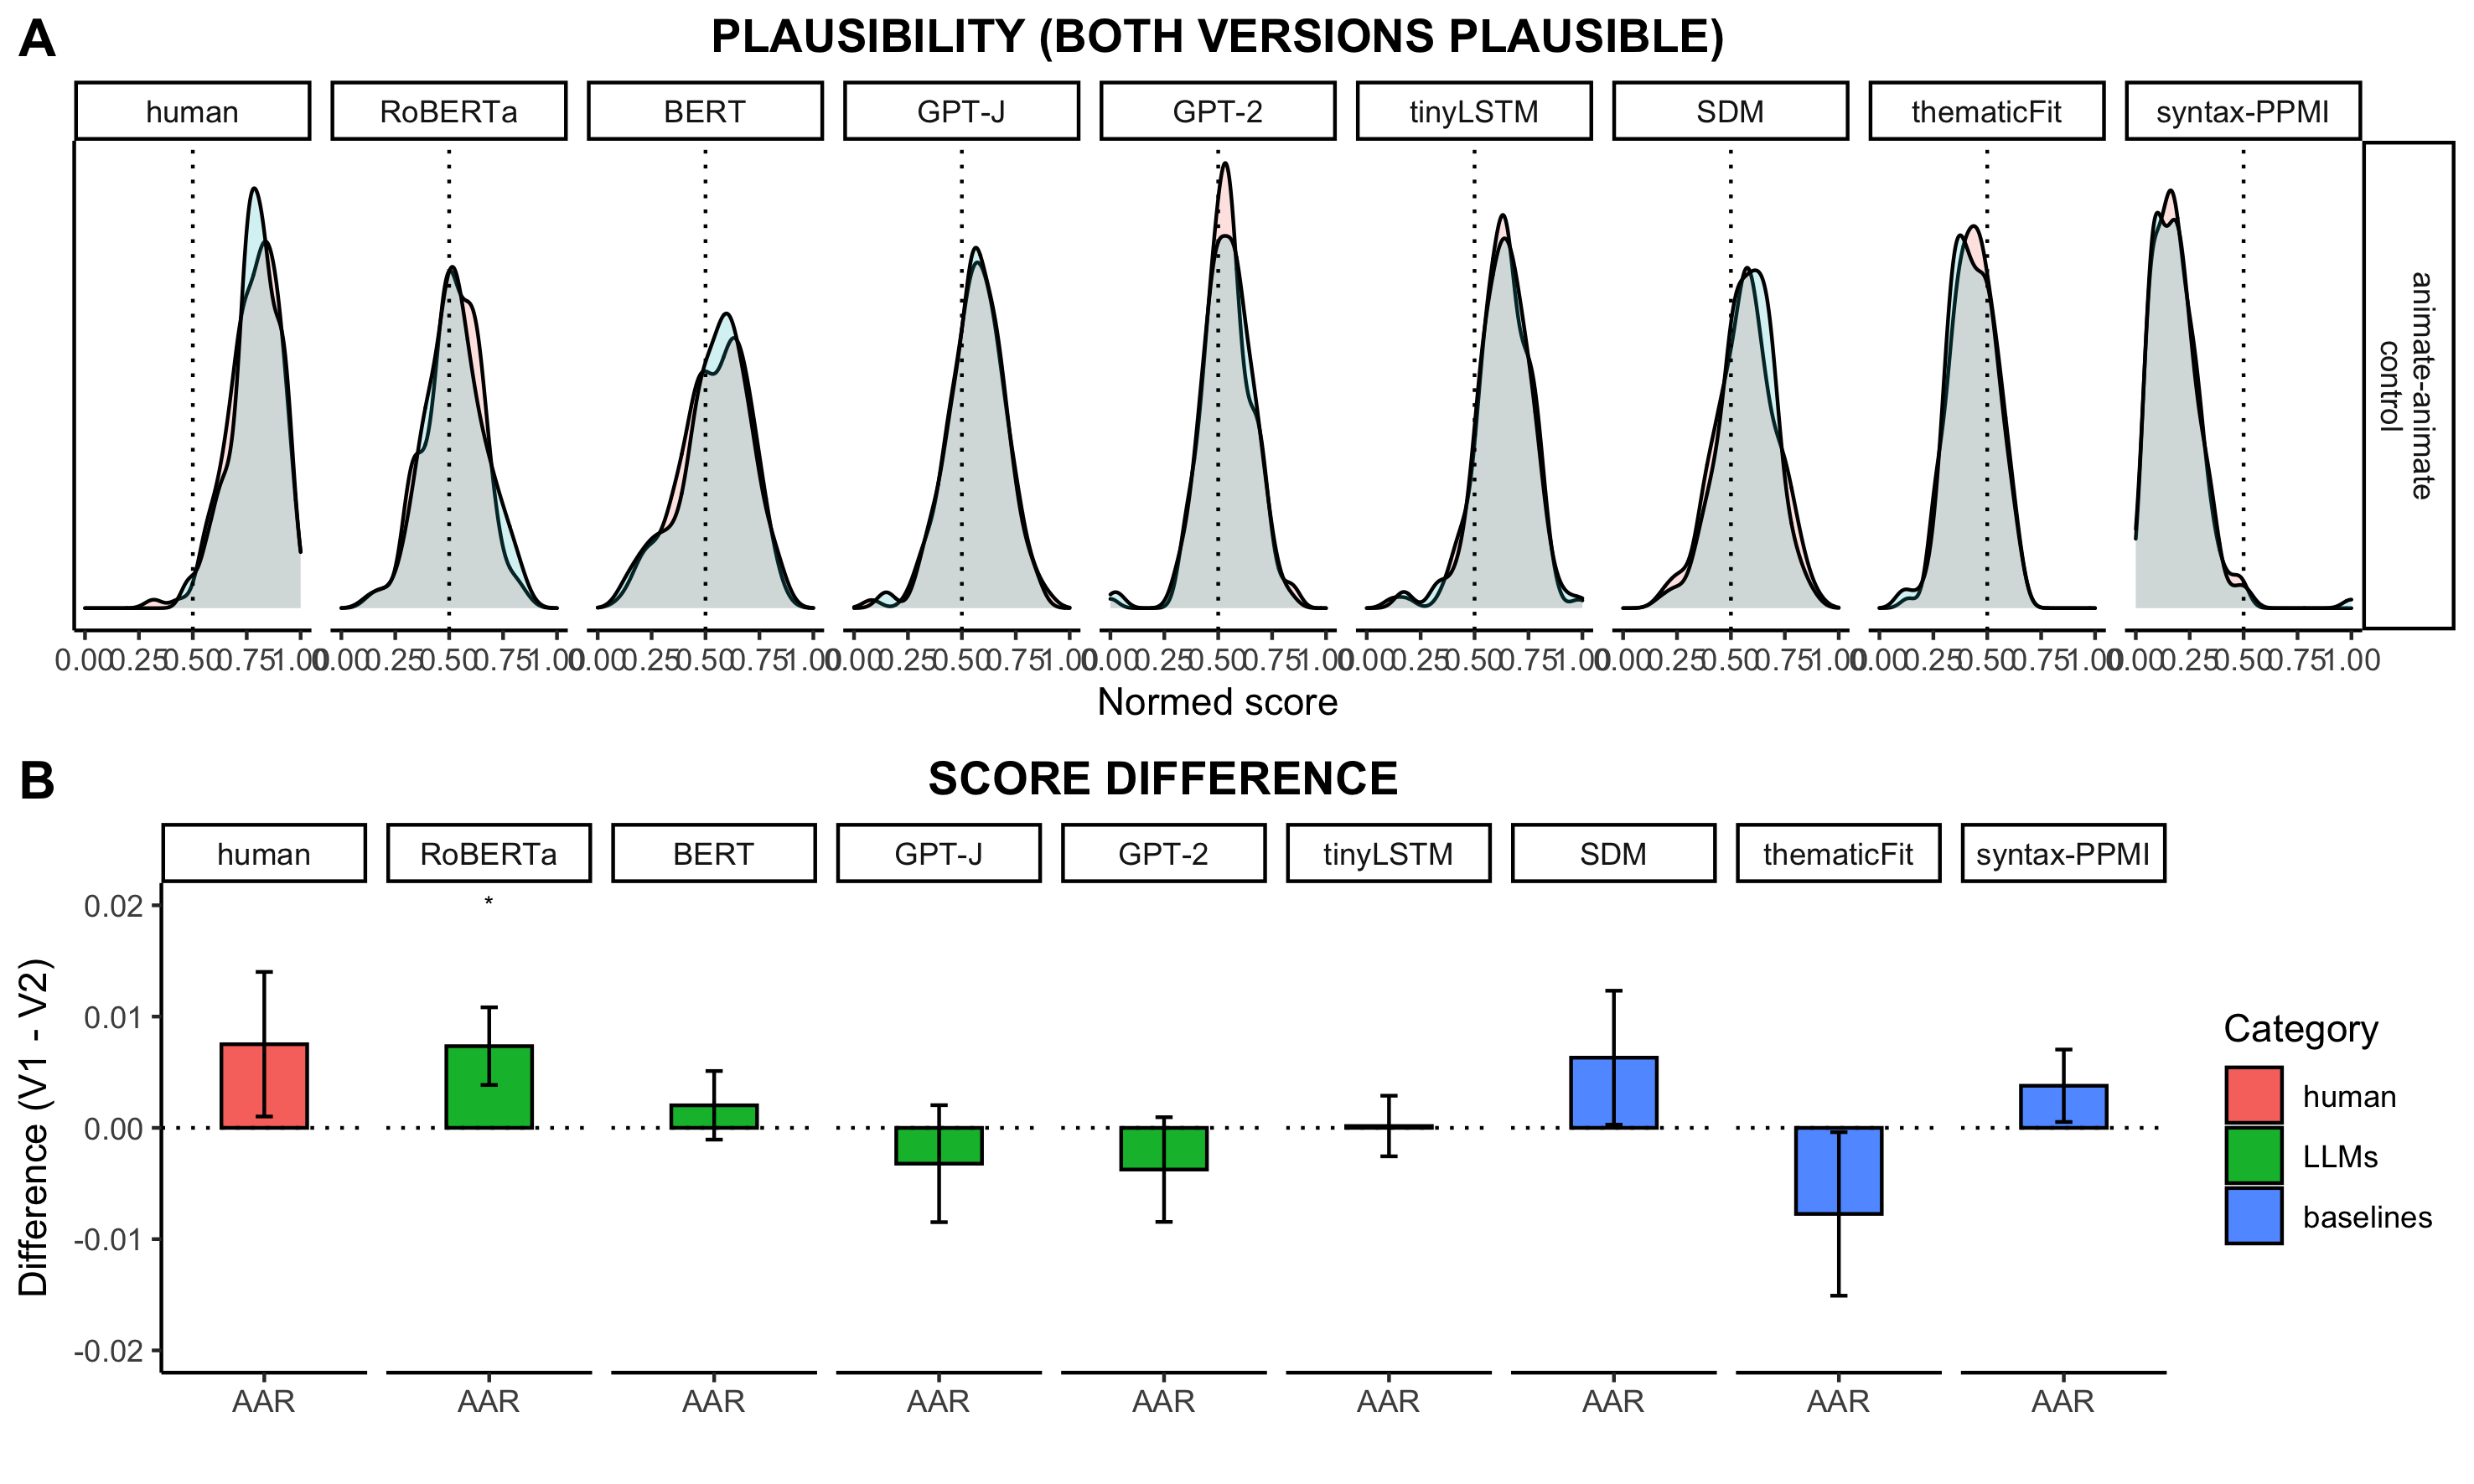 A
PLAUSIBILITY (BOTH VERSIONS PLAUSIBLE)
human RoBERTa BERT GPT-J GPT-2 tinyLSTM SDM thematicFit syntax-PPMI
animate-animate
control
0.00 0.25 0.50 0.75 1.00 0.00 0.25 0.50 0.75 1.00 0.00 0.25 0.50 0.75 1.00 0.00 0.25 0.50 0.75 1.00 0.00 0.25 0.50 0.75 1.00 0.00 0.25 0.50 0.75 1.00 0.00 0.25 0.50 0.75 1.00 0.00 0.25 0.50 0.75 1.00 0.00 0.25 0.50 0.75 1.00
Normed score
B
SCORE DIFFERENCE
human RoBERTa BERT GPT-J GPT-2 tinyLSTM SDM thematicFit syntax-PPMI
*
Difference (V1 - V2)
0.02
0.01
0.00
-0.01
-0.02
AAR AAR AAR AAR AAR AAR AAR AAR AAR
Category
human
LLMs
baselines